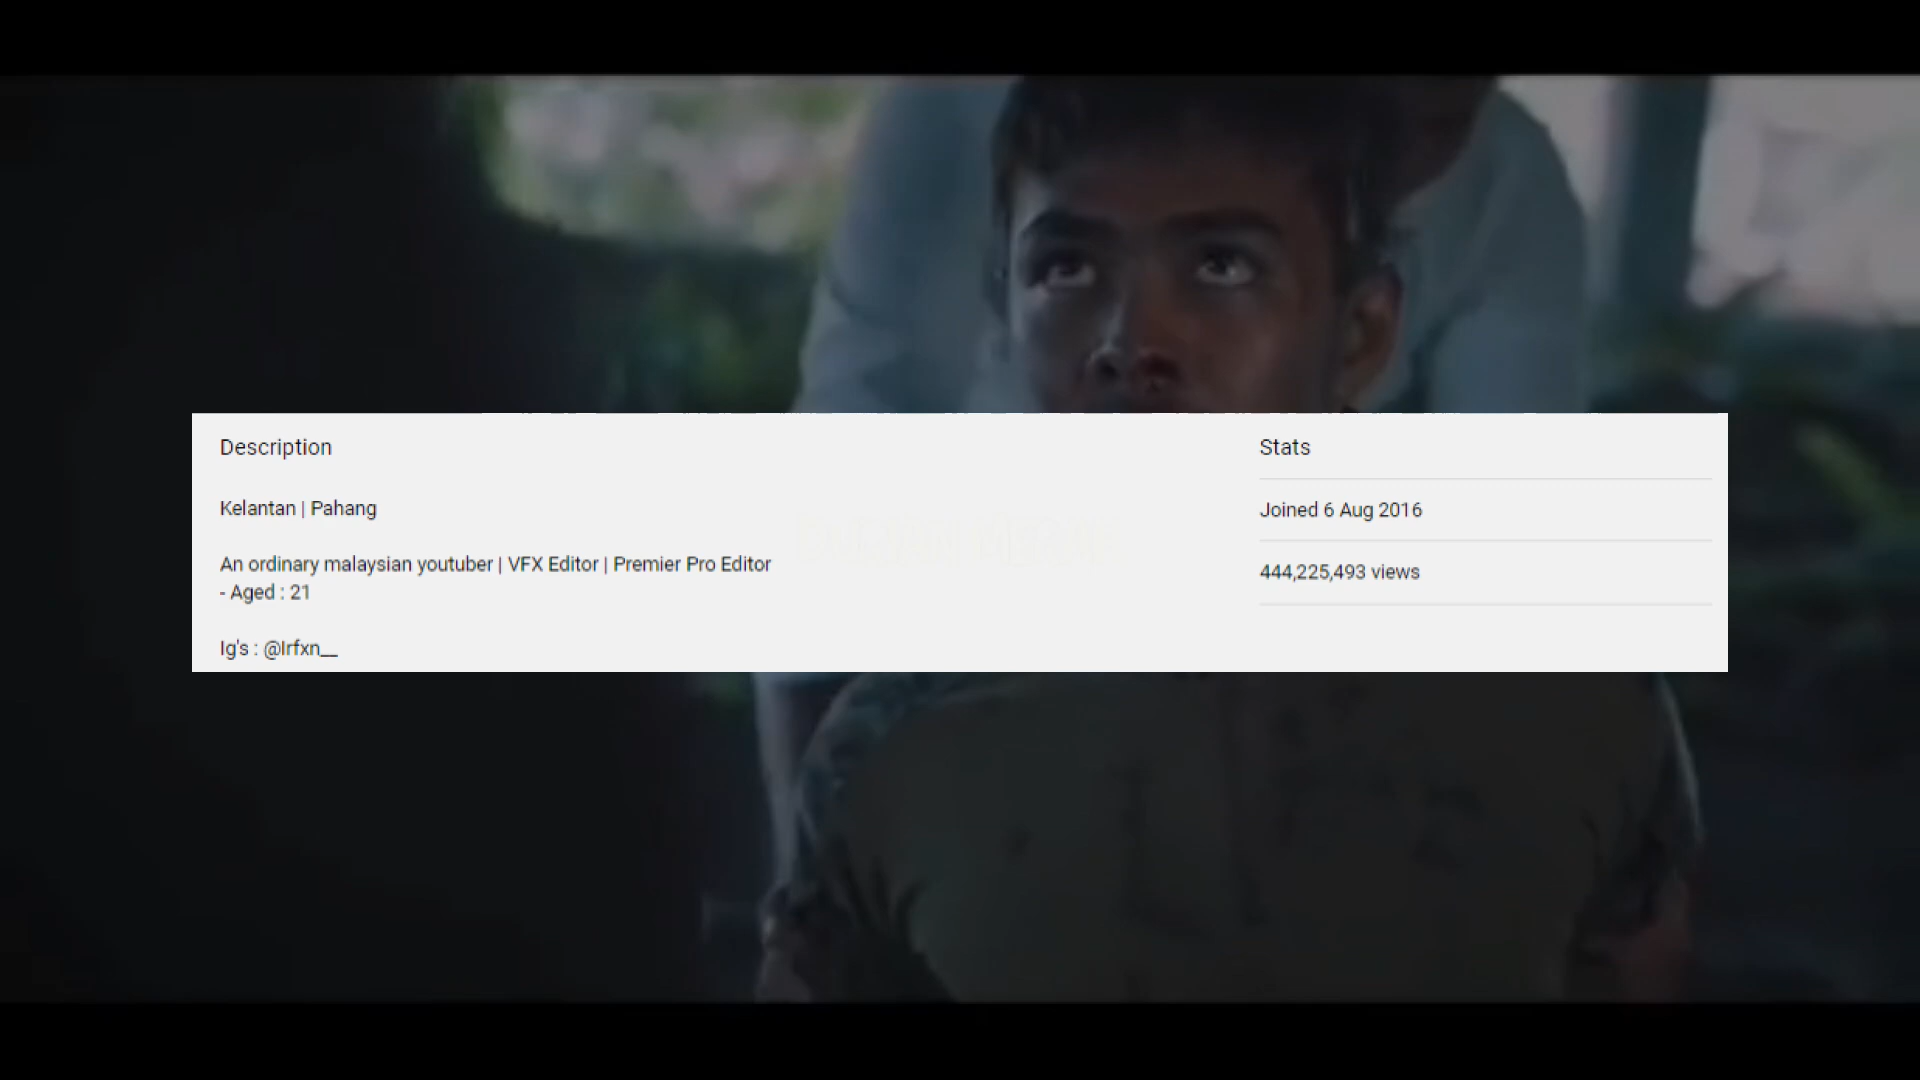 Description
Kelantan | Pahang
An ordinary malaysian youtuber | VFX Editor | Premier Pro Editor
- Aged : 21
Ig's : @Irfxn__
Stats
Joined 6 Aug 2016
444,225,493 views